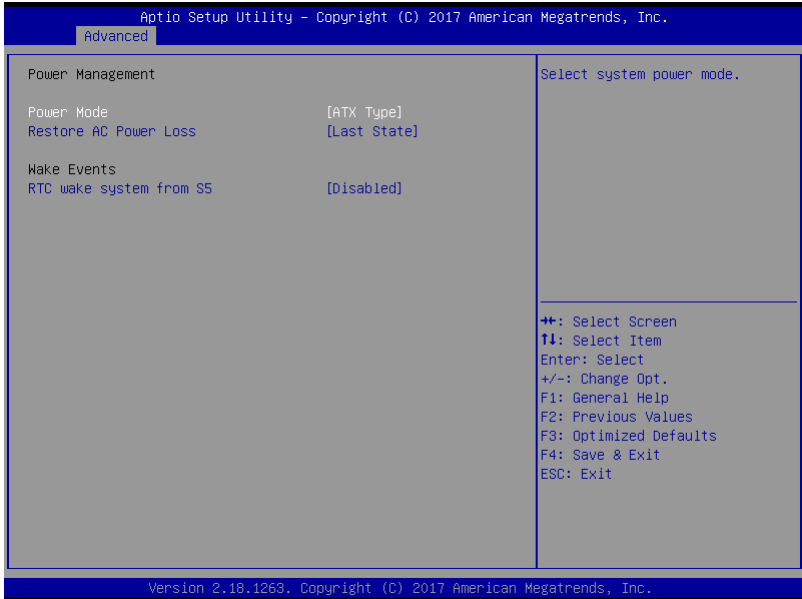 Aptio Setup Utility – Copyright (C) 2017 American Megatrends, Inc.
Advanced
Power Management
Power Mode [ATX Type]
Restore AC Power Loss [Last State]
Wake Events
RTC wake system from S5 [Disabled]
Select system power mode.
→←: Select Screen
↑↓: Select Item
Enter: Select
+/-: Change Opt.
F1: General Help
F2: Previous Values
F3: Optimized Defaults
F4: Save & Exit
ESC: Exit
Version 2.18.1263. Copyright (C) 2017 American Megatrends, Inc.